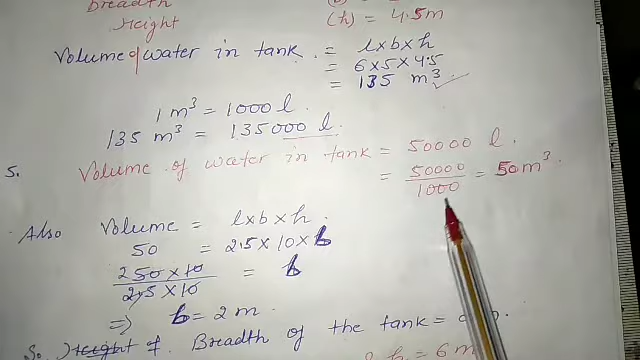 Breadth
Height (h) = 4.5m
Volume of water in tank = l×b×h
= 6×5×4.5
= 135 m³
1 m³ = 1000 l.
135 m³ = 135000 l.
5. Volume of water in tank = 50000 l.
= 50000/1000 = 50m³.
Also Volume = l×b×h.
50 = 2.5×10×b
250×10/25×10 = b
⇒ b = 2 m.
So, Height of Breadth of the tank =
h = 6 m